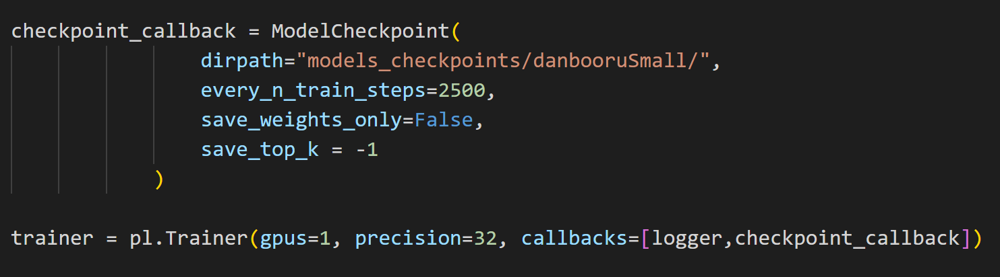 checkpoint_callback = ModelCheckpoint(
dirpath="models_checkpoints/danbooruSmall/",
every_n_train_steps=2500,
save_weights_only=False,
save_top_k = -1
)
trainer = pl.Trainer(gpus=1, precision=32, callbacks=[logger,checkpoint_callback])